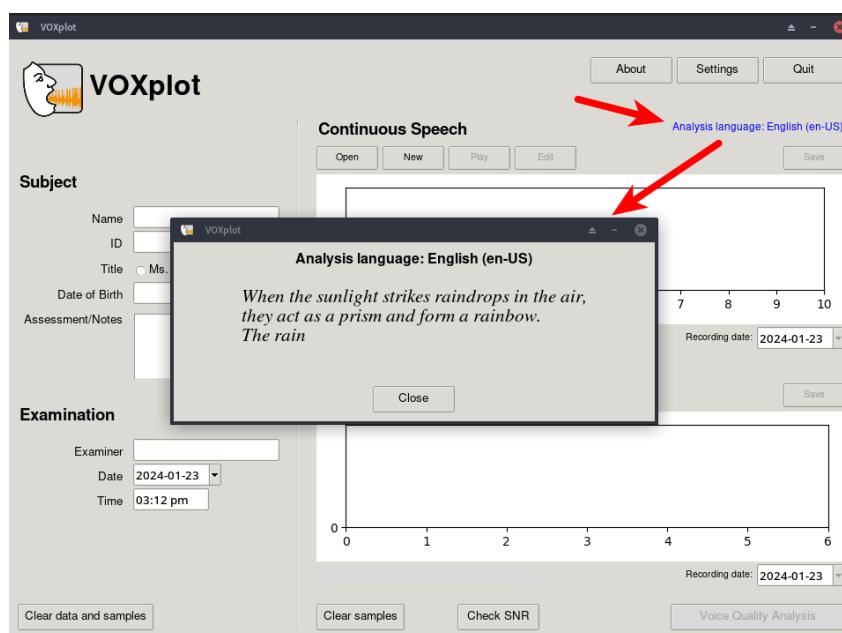 VOXplot
VOXplot
About Settings Quit
Continuous Speech
Analysis language: English (en-US)
Open New Play Edit Save
Subject
Name
ID
Title Ms.
Date of Birth
Assessment/Notes
VOXplot
Analysis language: English (en-US)
When the sunlight strikes raindrops in the air,
they act as a prism and form a rainbow.
The rain
Close
7 8 9 10
Recording date: 2024-01-23
Save
Examination
Examiner
Date 2024-01-23
Time 03:12 pm
0
0 1 2 3 4 5 6
Recording date: 2024-01-23
Clear data and samples Clear samples Check SNR Voice Quality Analysis